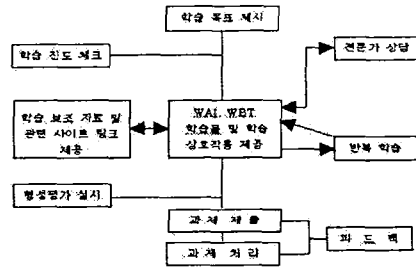 학습 목표 제시
학습 진도 체크
전문가 상담
학습 보조 자료 및
관련 사이트 링크
제공
WAI, WBT
학습 및 학습
상호작용 제공
반복 학습
형성평가 실시
과제 제출
과제 처리
피드백